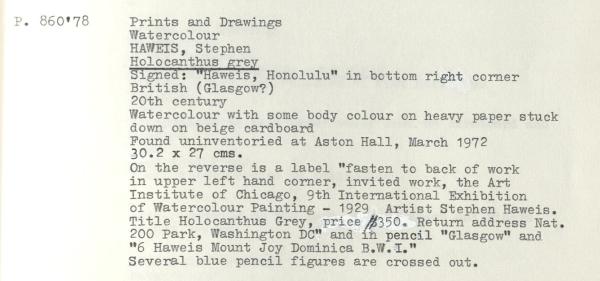 P. 860'78 Prints and Drawings
Watercolour
HAWEIS, Stephen
Holocanthus grey
Signed: "Haweis, Honolulu" in bottom right corner
British (Glasgow?)
20th century
Watercolour with some body colour on heavy paper stuck
down on beige cardboard
Found uninventoried at Aston Hall, March 1972
30.2 x 27 cms.
On the reverse is a label "fasten to back of work
in upper left hand corner, invited work, the Art
Institute of Chicago, 9th International Exhibition
of Watercolour Painting - 1929 Artist Stephen Haweis.
Title Holocanthus Grey, price $350. Return address Nat.
200 Park, Washington DC" and in pencil "Glasgow" and
"6 Haweis Mount Joy Dominica B.W.I."
Several blue pencil figures are crossed out.